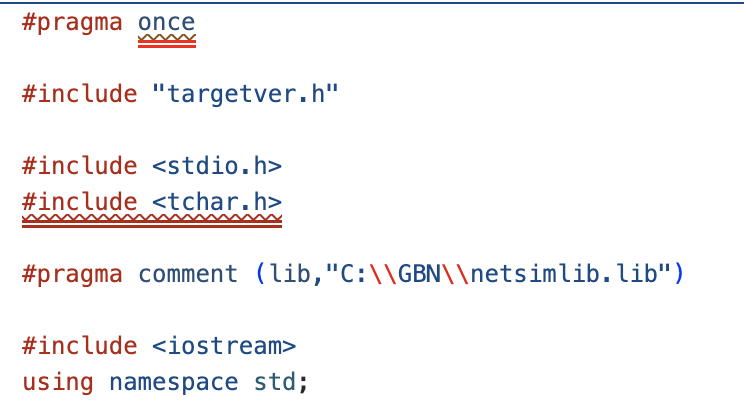 #pragma once
#include "targetver.h"
#include <stdio.h>
#include <tchar.h>
#pragma comment (lib,"C:\\GBN\\netsimlib.lib")
#include <iostream>
using namespace std;